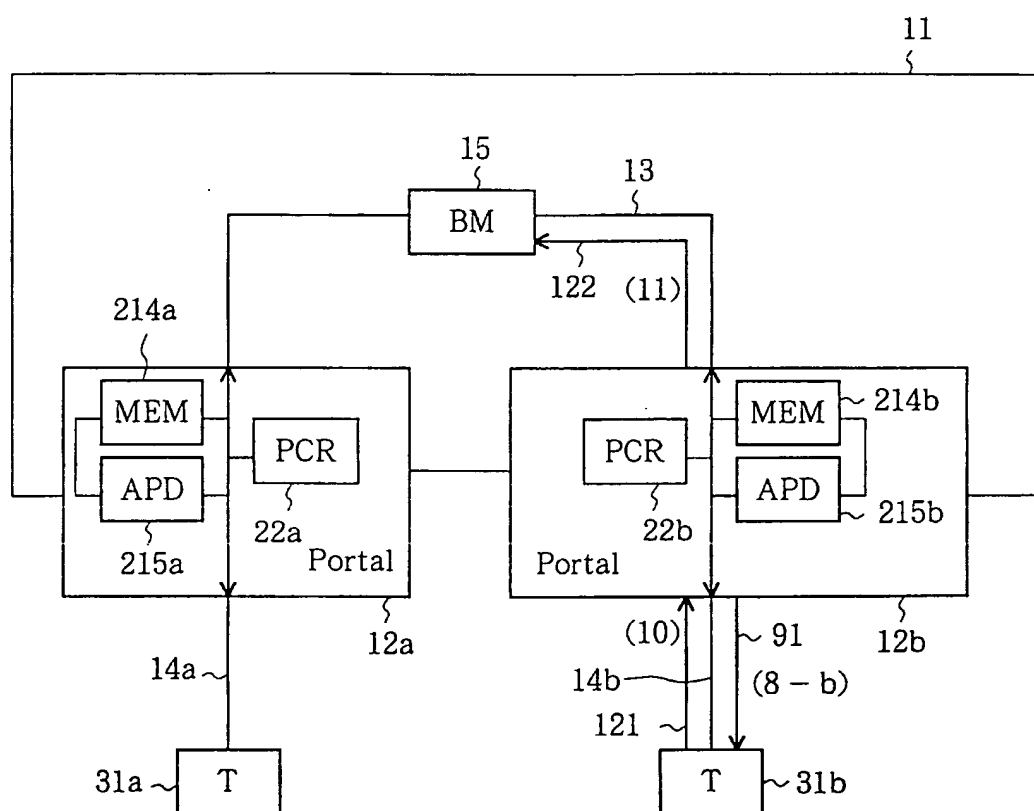 11
15
13
BM
122
(11)
214a
MEM
MEM
214b
PCR
PCR
APD
APD
215a
22a
22b
215b
Portal
Portal
12a
(10)
91
12b
14a
14b
(8 - b)
121
31a
T
T
31b